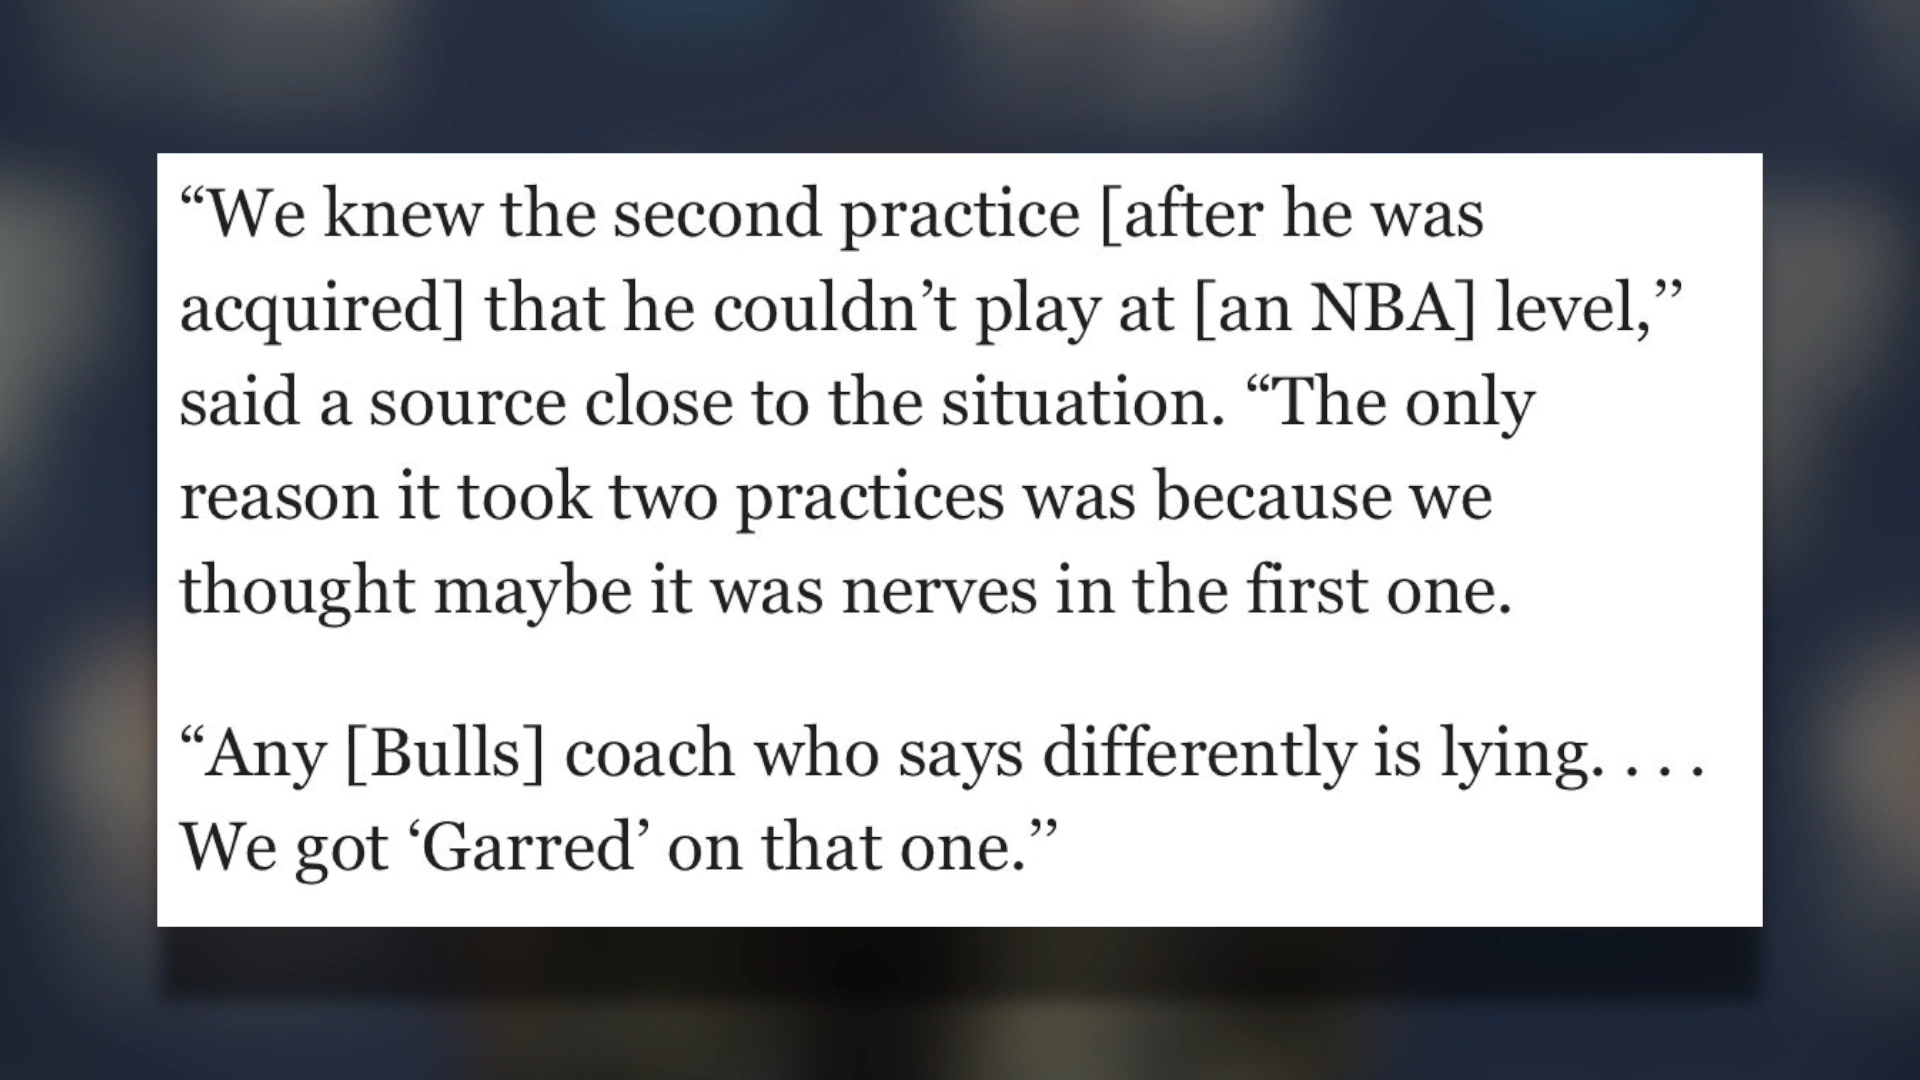 “We knew the second practice [after he was
acquired] that he couldn’t play at [an NBA] level,’’
said a source close to the situation. “The only
reason it took two practices was because we
thought maybe it was nerves in the first one.
“Any [Bulls] coach who says differently is lying. . . .
We got ‘Garred’ on that one.’’